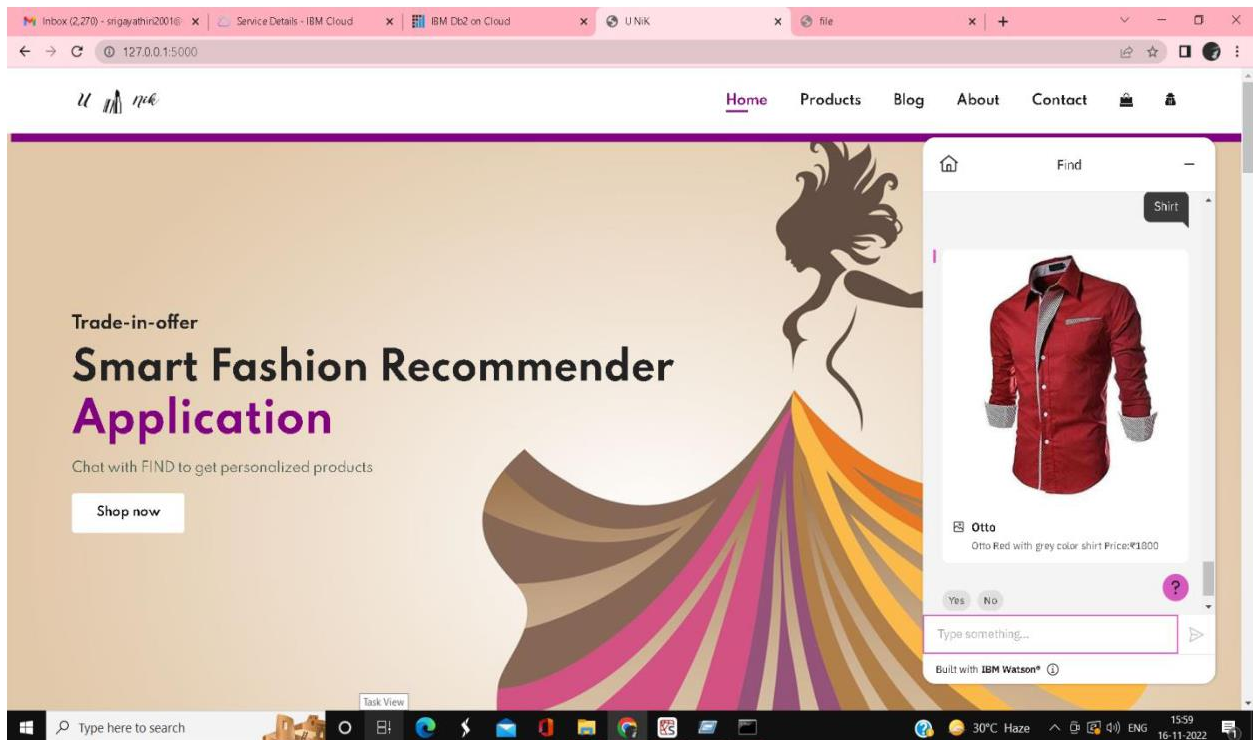 Inbox (2,270) - srigayathiri2001@
Service Details - IBM Cloud
IBM Db2 on Cloud
U NiK
file
127.0.0.1:5000
U nik
Home Products Blog About Contact
Find
Shirt
Trade-in-offer
Smart Fashion Recommender
Application
Chat with FIND to get personalized products
Shop now
Otto
Otto Red with grey color shirt Price:₹1800
?
Yes No
Type something...
Built with IBM Watson®
Task View
Type here to search
30°C Haze
ENG
15:59
16-11-2022